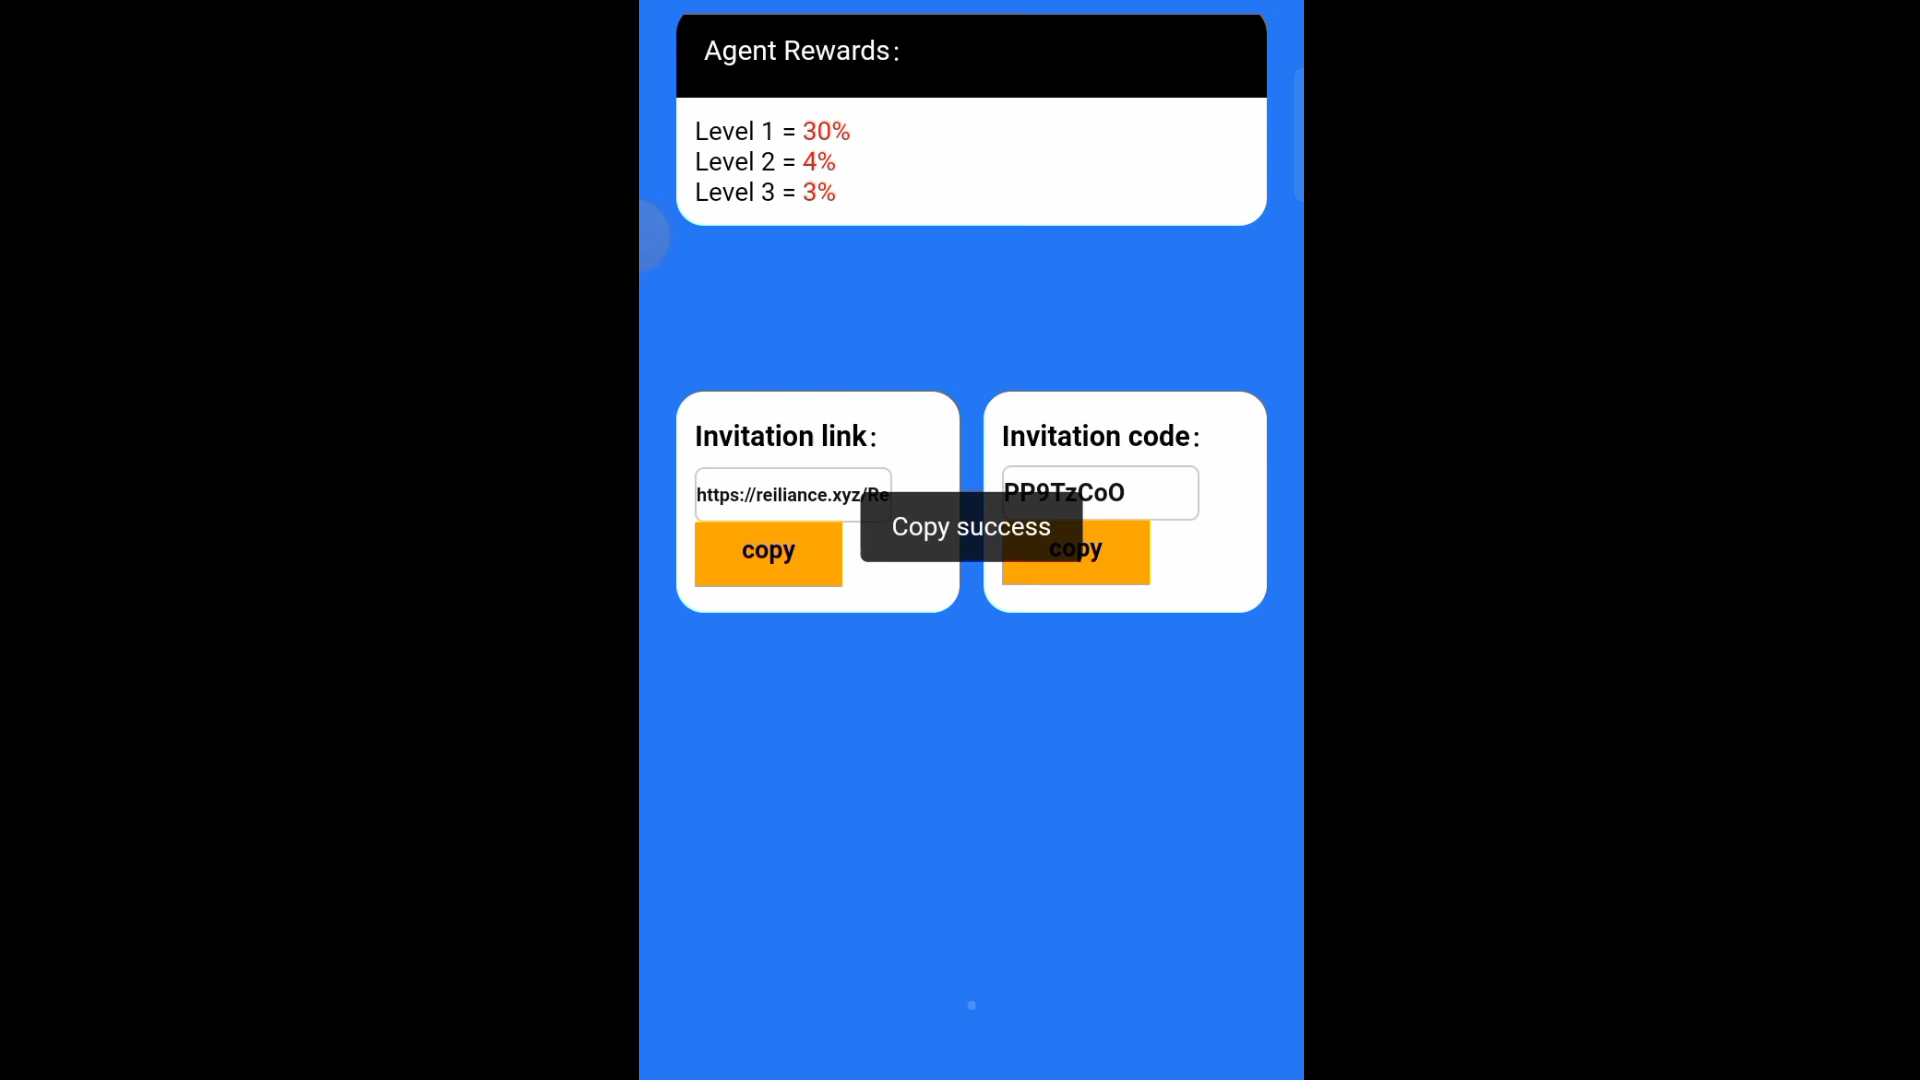 Agent Rewards：
Level 1 = 30%
Level 2 = 4%
Level 3 = 3%
Invitation link：
https://reiliance.xyz/Re
copy
Invitation code：
PP9TzCoO
copy
Copy success